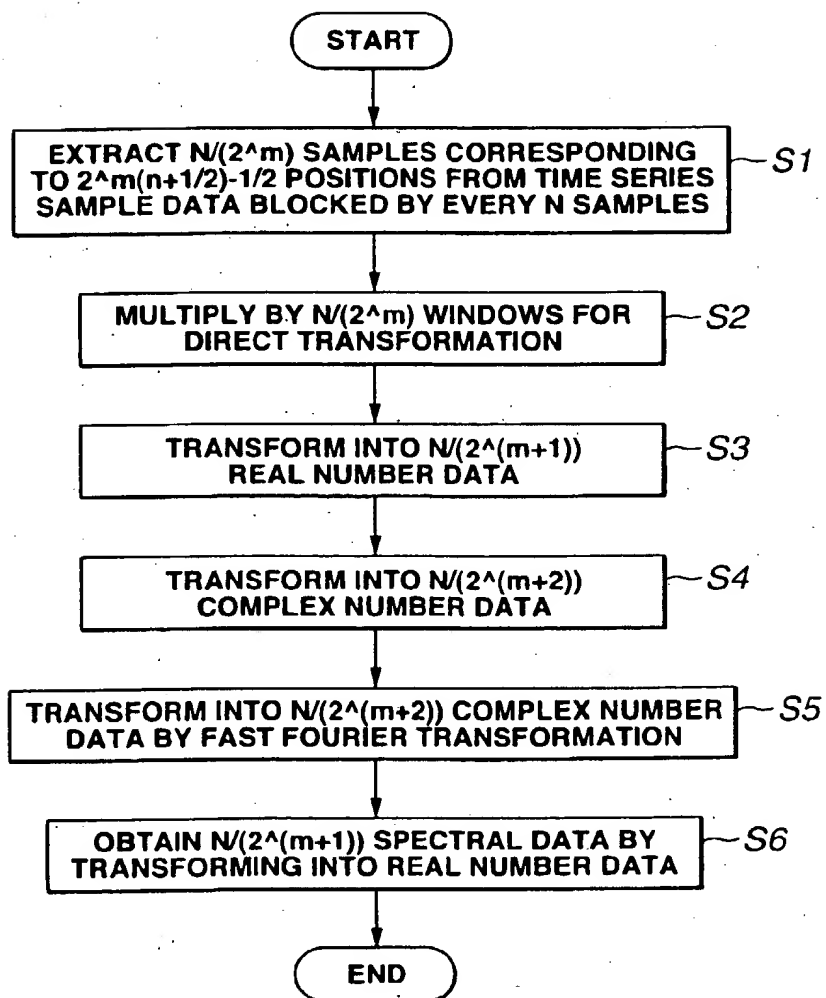 START
EXTRACT N/(2^m) SAMPLES CORRESPONDING
TO 2^m(n+1/2)-1/2 POSITIONS FROM TIME SERIES
SAMPLE DATA BLOCKED BY EVERY N SAMPLES
S1
MULTIPLY BY N/(2^m) WINDOWS FOR
DIRECT TRANSFORMATION
S2
TRANSFORM INTO N/(2^(m+1))
REAL NUMBER DATA
S3
TRANSFORM INTO N/(2^(m+2))
COMPLEX NUMBER DATA
S4
TRANSFORM INTO N/(2^(m+2)) COMPLEX NUMBER
DATA BY FAST FOURIER TRANSFORMATION
S5
OBTAIN N/(2^(m+1)) SPECTRAL DATA BY
TRANSFORMING INTO REAL NUMBER DATA
S6
END